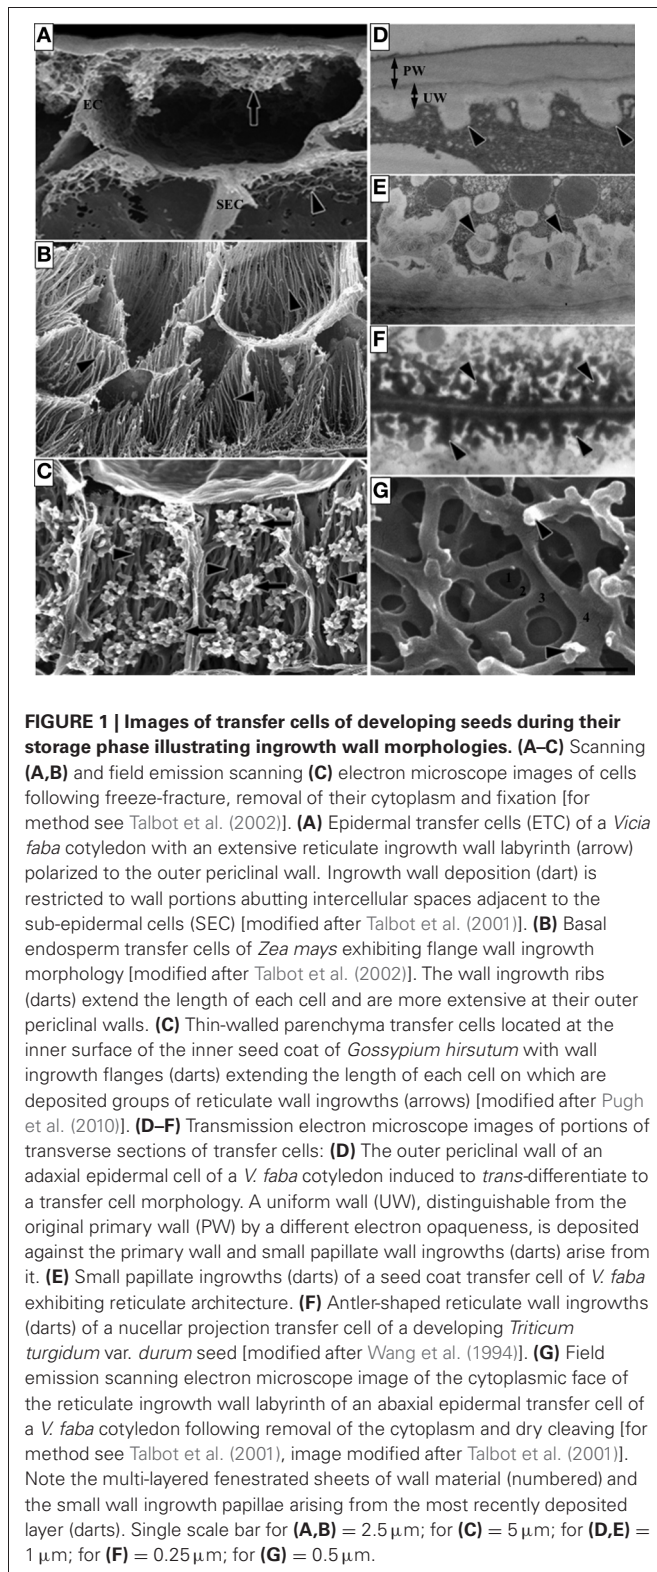 A
EC
SEC
B
C
D
PW
UW
E
F
G
1
2
3
4
FIGURE 1 | Images of transfer cells of developing seeds during their
storage phase illustrating ingrowth wall morphologies. (A–C) Scanning
(A,B) and field emission scanning (C) electron microscope images of cells
following freeze-fracture, removal of their cytoplasm and fixation [for
method see Talbot et al. (2002)]. (A) Epidermal transfer cells (ETC) of a Vicia
faba cotyledon with an extensive reticulate ingrowth wall labyrinth (arrow)
polarized to the outer periclinal wall. Ingrowth wall deposition (dart) is
restricted to wall portions abutting intercellular spaces adjacent to the
sub-epidermal cells (SEC) [modified after Talbot et al. (2001)]. (B) Basal
endosperm transfer cells of Zea mays exhibiting flange wall ingrowth
morphology [modified after Talbot et al. (2002)]. The wall ingrowth ribs
(darts) extend the length of each cell and are more extensive at their outer
periclinal walls. (C) Thin-walled parenchyma transfer cells located at the
inner surface of the inner seed coat of Gossypium hirsutum with wall
ingrowth flanges (darts) extending the length of each cell on which are
deposited groups of reticulate wall ingrowths (arrows) [modified after Pugh
et al. (2010)]. (D–F) Transmission electron microscope images of portions of
transverse sections of transfer cells: (D) The outer periclinal wall of an
adaxial epidermal cell of a V. faba cotyledon induced to trans-differentiate to
a transfer cell morphology. A uniform wall (UW), distinguishable from the
original primary wall (PW) by a different electron opaqueness, is deposited
against the primary wall and small papillate wall ingrowths (darts) arise from
it. (E) Small papillate ingrowths (darts) of a seed coat transfer cell of V. faba
exhibiting reticulate architecture. (F) Antler-shaped reticulate wall ingrowths
(darts) of a nucellar projection transfer cell of a developing Triticum
turgidum var. durum seed [modified after Wang et al. (1994)]. (G) Field
emission scanning electron microscope image of the cytoplasmic face of
the reticulate ingrowth wall labyrinth of an abaxial epidermal transfer cell of
a V. faba cotyledon following removal of the cytoplasm and dry cleaving [for
method see Talbot et al. (2001), image modified after Talbot et al. (2001)].
Note the multi-layered fenestrated sheets of wall material (numbered) and
the small wall ingrowth papillae arising from the most recently deposited
layer (darts). Single scale bar for (A,B) = 2.5 μm; for (C) = 5 μm; for (D,E) =
1 μm; for (F) = 0.25 μm; for (G) = 0.5 μm.